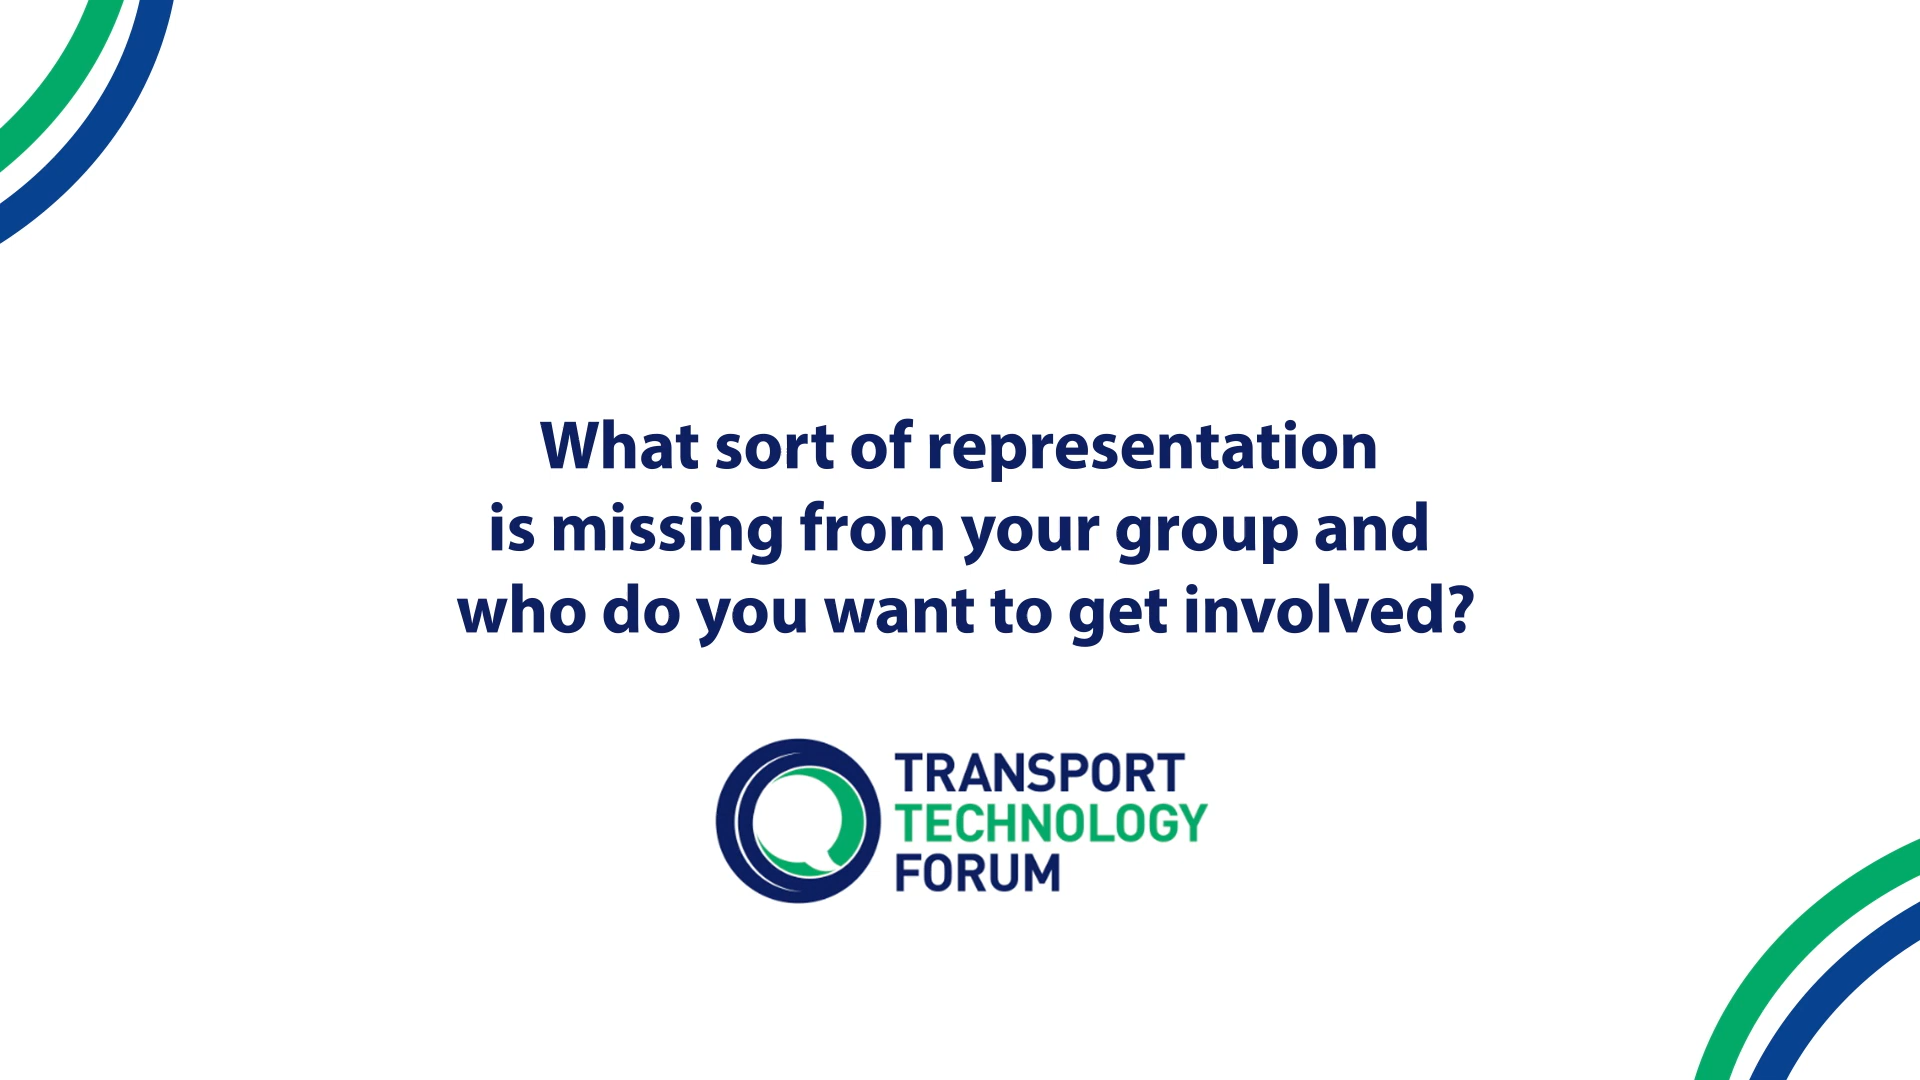 What sort of representation
is missing from your group and
who do you want to get involved?
TRANSPORT
TECHNOLOGY
FORUM